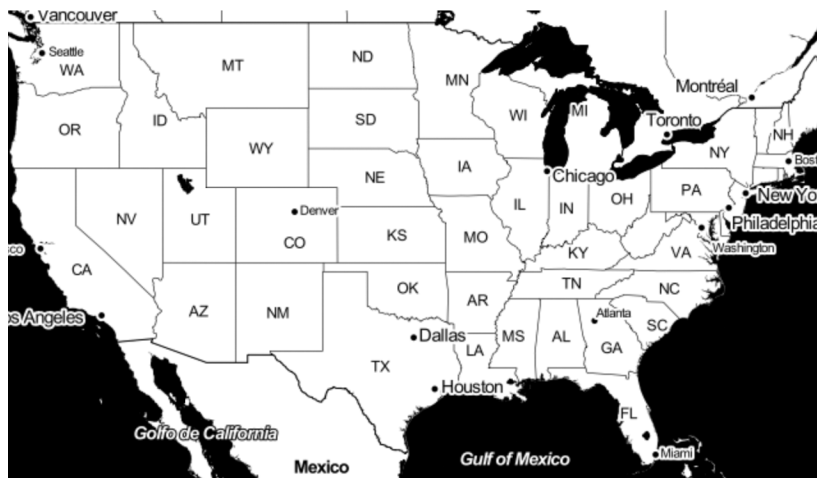 Vancouver
Seattle
WA
MT
ND
MN
Montréal
OR
ID
SD
WI
MI
Toronto
NH
WY
NY
Bost
IA
NE
Chicago
PA
New Yo
NV
UT
Denver
IL
IN
OH
Philadelphia
CO
KS
MO
KY
VA
Washington
sco
CA
TN
NC
OK
AR
AZ
NM
os Angeles
Atlanta
SC
Dallas
MS
AL
GA
LA
TX
Houston
FL
Golfo de California
Miami
Gulf of Mexico
Mexico